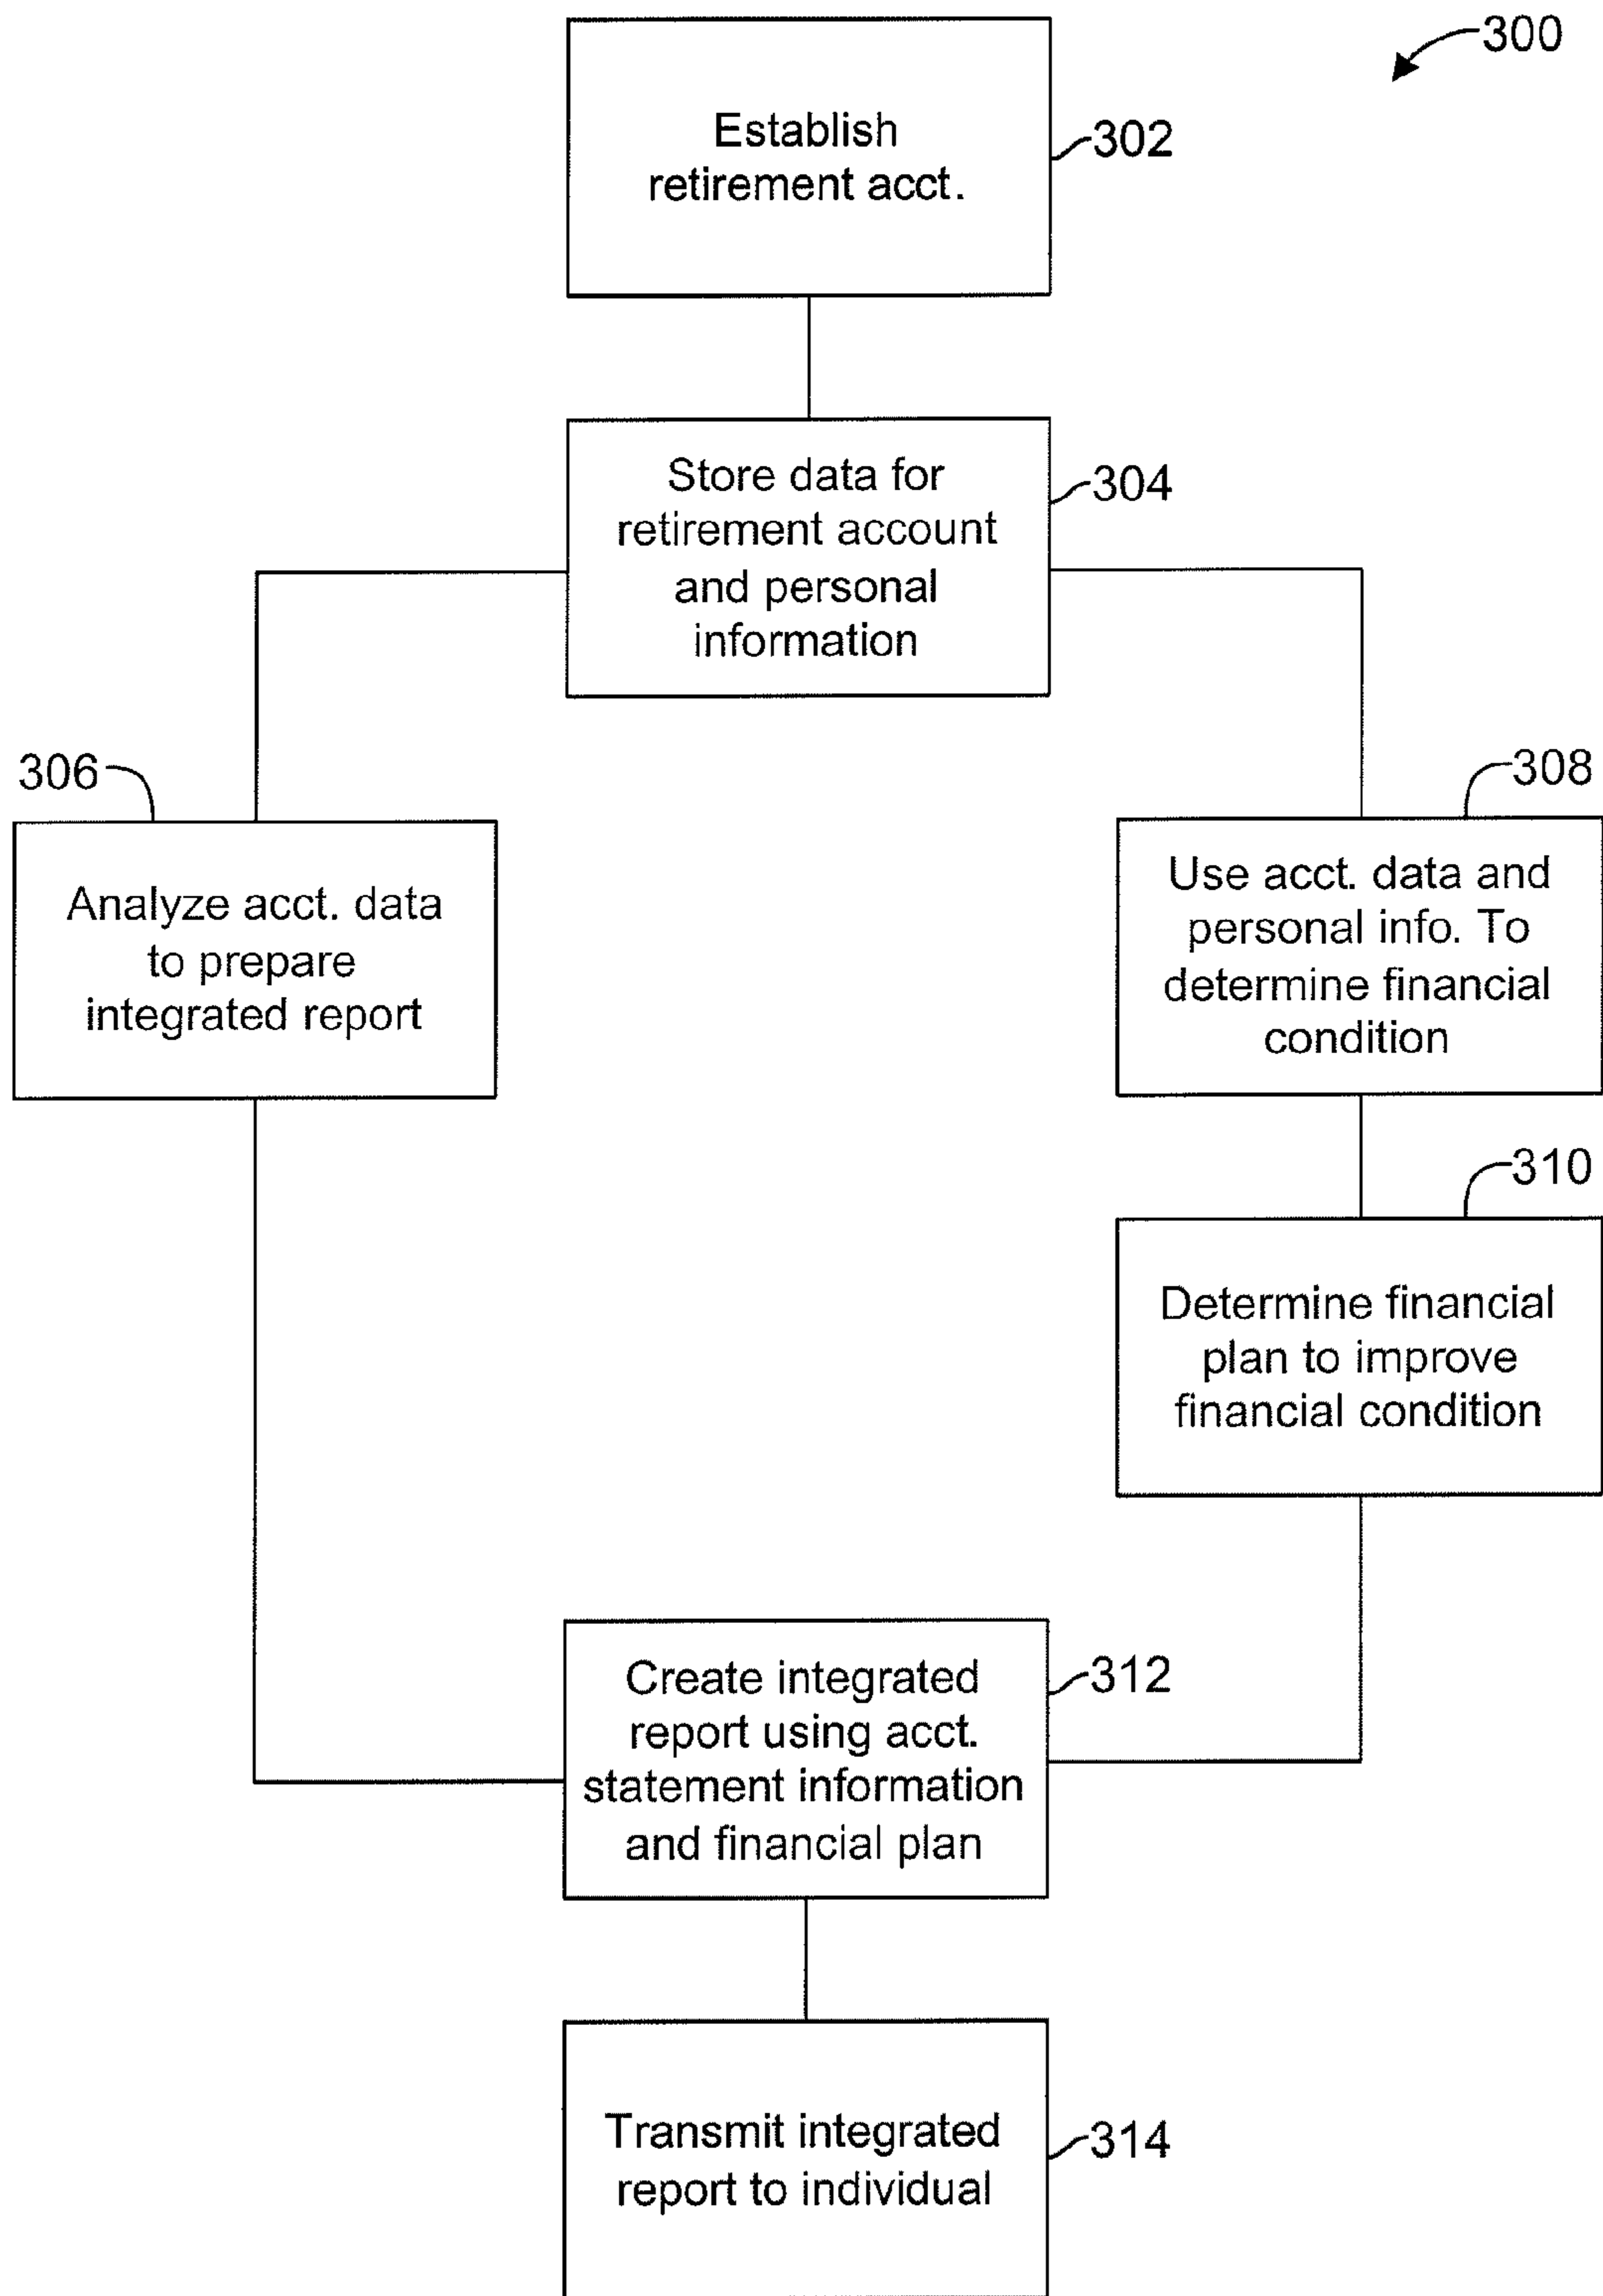 300
Establish
retirement acct.
302
Store data for
retirement account
and personal
information
304
306
Analyze acct. data
to prepare
integrated report
308
Use acct. data and
personal info. To
determine financial
condition
310
Determine financial
plan to improve
financial condition
Create integrated
report using acct.
statement information
and financial plan
312
Transmit integrated
report to individual
314